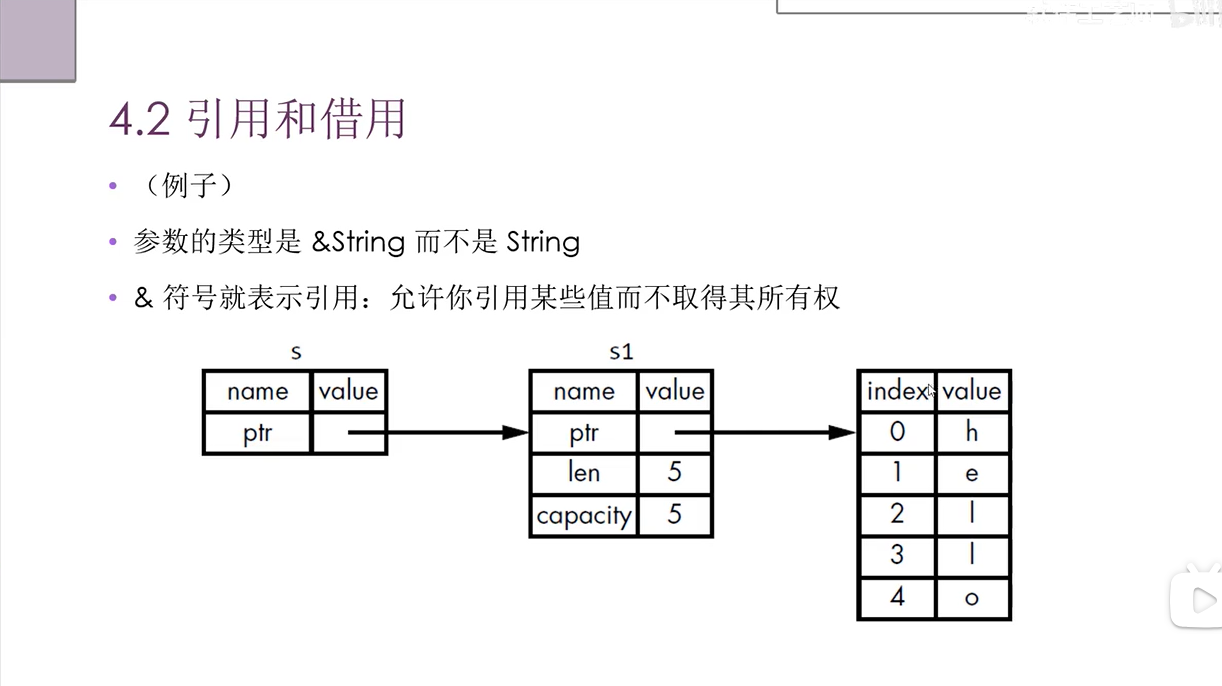 4.2 引用和借用
• （例子）
• 参数的类型是 &String 而不是 String
• & 符号就表示引用：允许你引用某些值而不取得其所有权
s
name value
ptr
s1
name value
ptr
len 5
capacity 5
index value
0 h
1 e
2 l
3 l
4 o